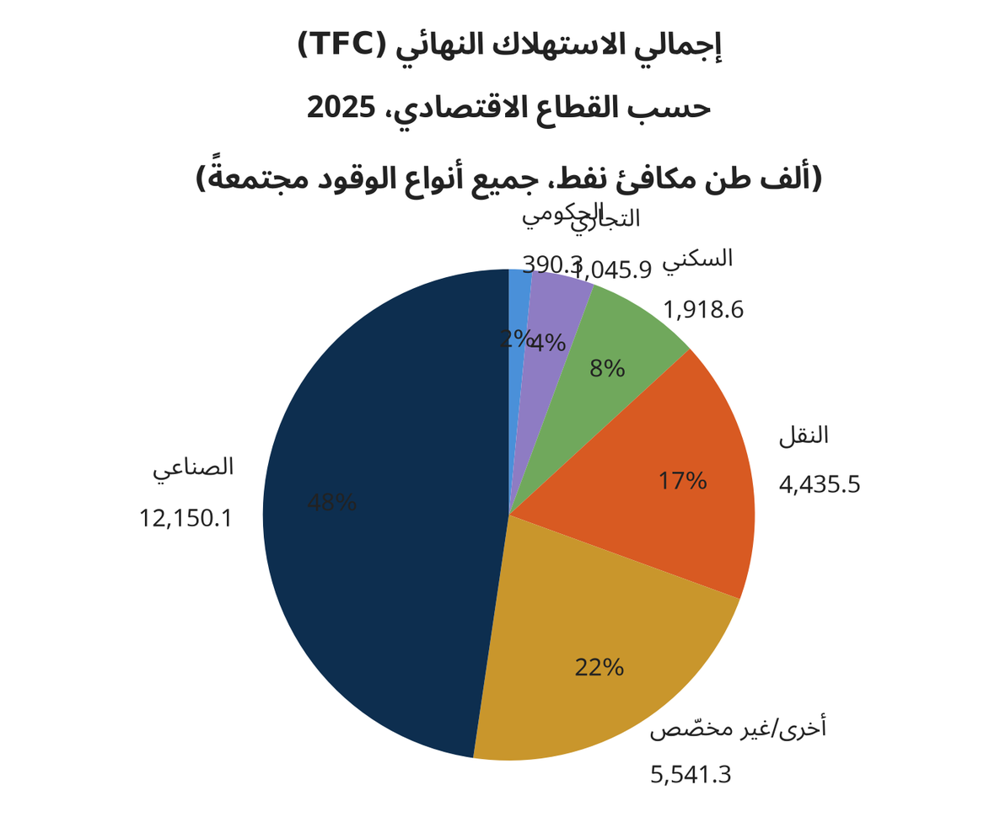 إجمالي الاستهلاك النهائي (TFC)
حسب القطاع الاقتصادي، 2025
(ألف طن مكافئ نفط، جميع أنواع الوقود مجتمعةً)
الحكومي
390.3
التجاري
1,045.9
السكني
1,918.6
2%
4%
8%
النقل
4,435.5
17%
الصناعي
12,150.1
48%
22%
أخرى/غير مخصّص
5,541.3